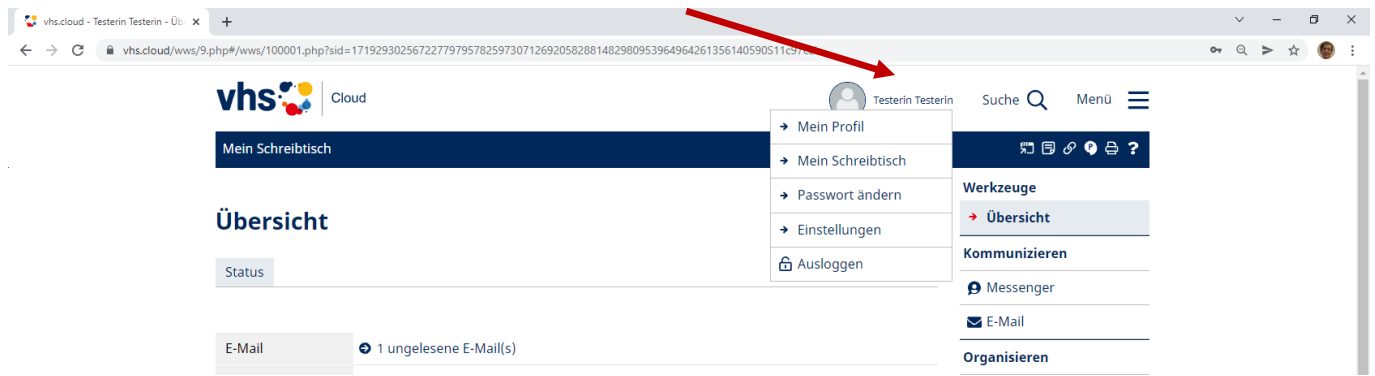 vhs.cloud - Testerin Testerin - Üb
vhs.cloud/wws/9.php#/wws/100001.php?sid=17192930256722779795782597307126920582881482980953964964261356140590S11c97c
vhs Cloud
Testerin Testerin
Suche
Menü
Mein Profil
Mein Schreibtisch
Passwort ändern
Einstellungen
Ausloggen
Mein Schreibtisch
?
Übersicht
Status
E-Mail
1 ungelesene E-Mail(s)
Werkzeuge
Übersicht
Kommunizieren
Messenger
E-Mail
Organisieren